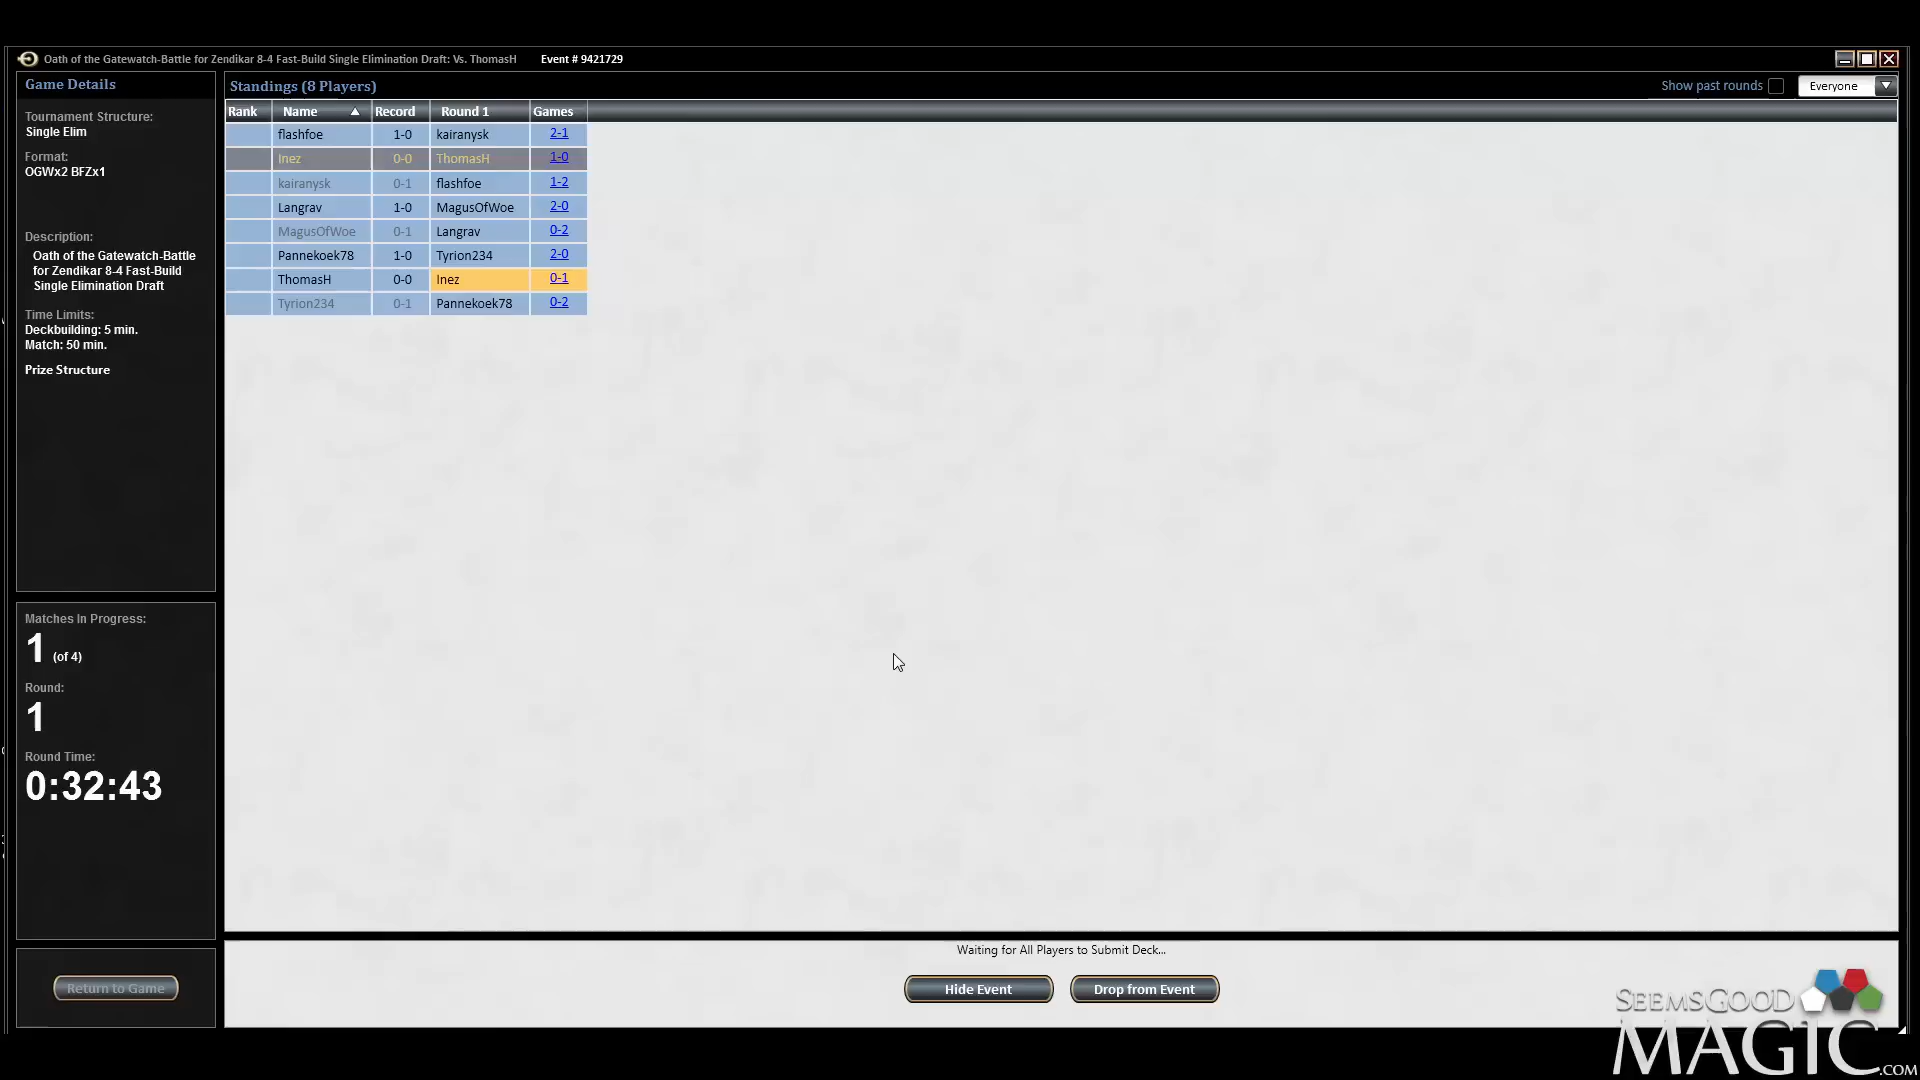 Oath of the Gatewatch-Battle for Zendikar 8-4 Fast-Build Single Elimination Draft: Vs. ThomasH Event # 9421729
Game Details
Tournament Structure:
Single Elim
Format:
OGWx2 BFZx1
Description:
Oath of the Gatewatch-Battle
for Zendikar 8-4 Fast-Build
Single Elimination Draft
Time Limits:
Deckbuilding: 5 min.
Match: 50 min.
Prize Structure
Matches In Progress:
1 (of 4)
Round:
1
Round Time:
0:32:43
Return to Game
Standings (8 Players) Show past rounds Everyone
Rank Name Record Round 1 Games
flashfoe 1-0 kairanysk 2-1
Inez 0-0 ThomasH 1-0
kairanysk 0-1 flashfoe 1-2
Langrav 1-0 MagusOfWoe 2-0
MagusOfWoe 0-1 Langrav 0-2
Pannekoek78 1-0 Tyrion234 2-0
ThomasH 0-0 Inez 0-1
Tyrion234 0-1 Pannekoek78 0-2
Waiting for All Players to Submit Deck...
Hide Event Drop from Event
SEEMSGOOD
MAGIC.COM